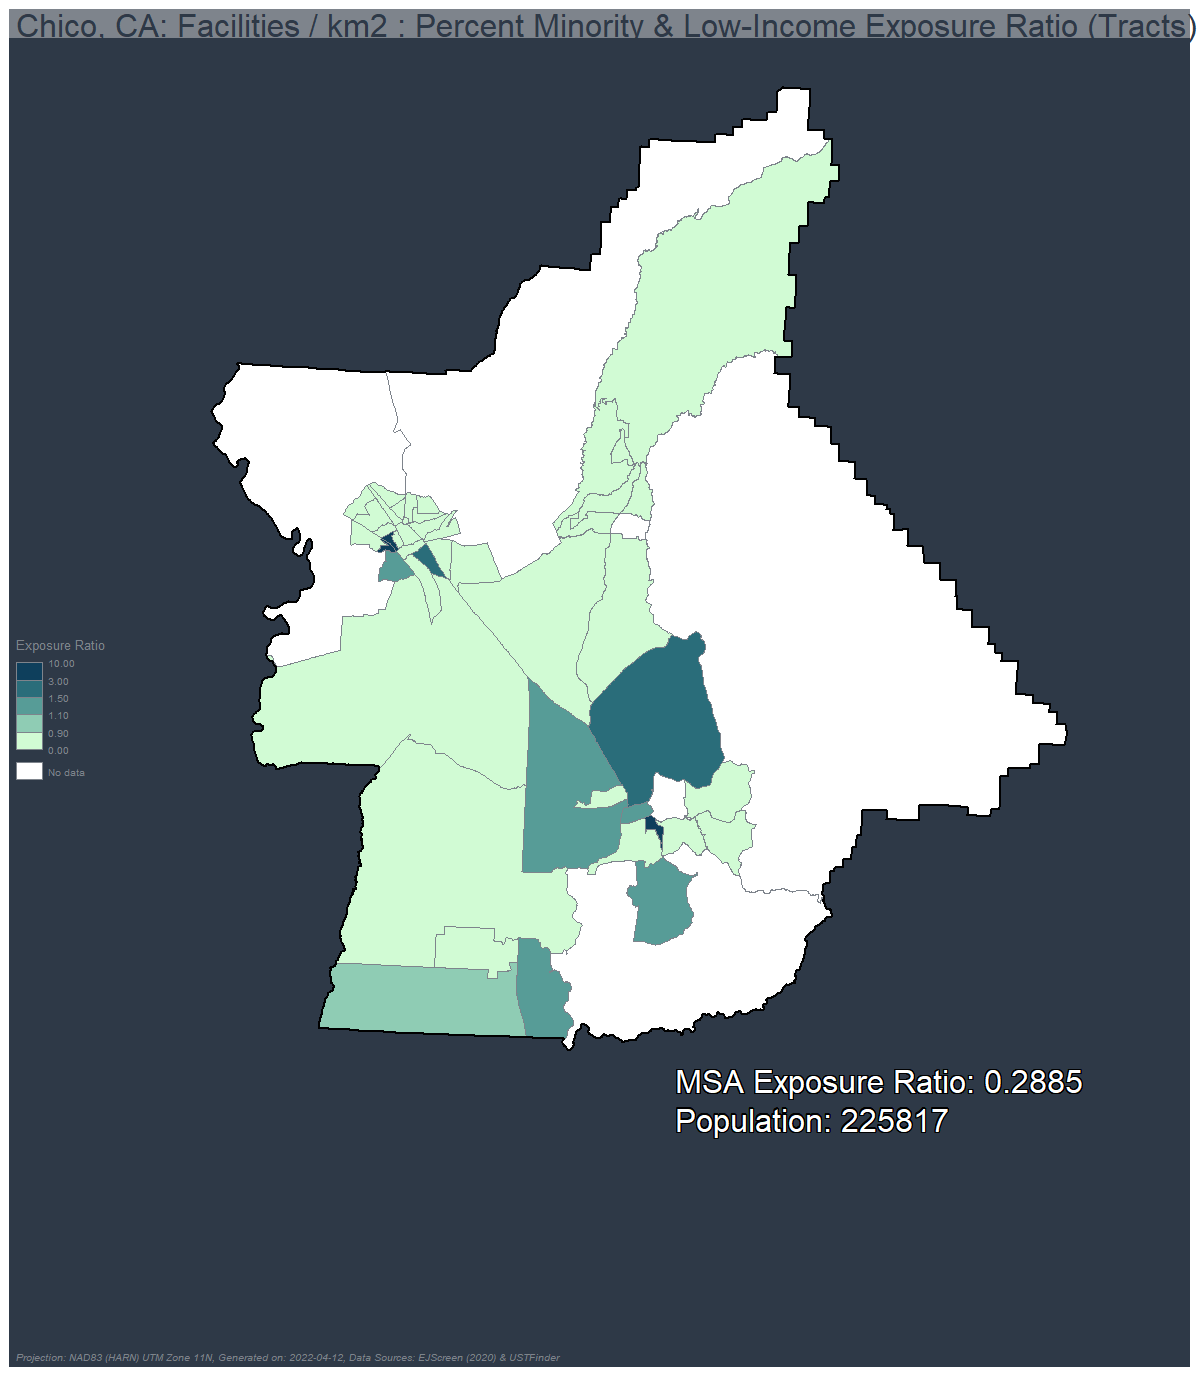 Chico, CA: Facilities / km2 : Percent Minority & Low-Income Exposure Ratio (Tracts)
Exposure Ratio
10.00
3.00
1.50
1.10
0.90
0.00
No data
MSA Exposure Ratio: 0.2885
Population: 225817
Projection: NAD83 (HARN) UTM Zone 11N, Generated on: 2022-04-12, Data Sources: EJScreen (2020) & USTFinder